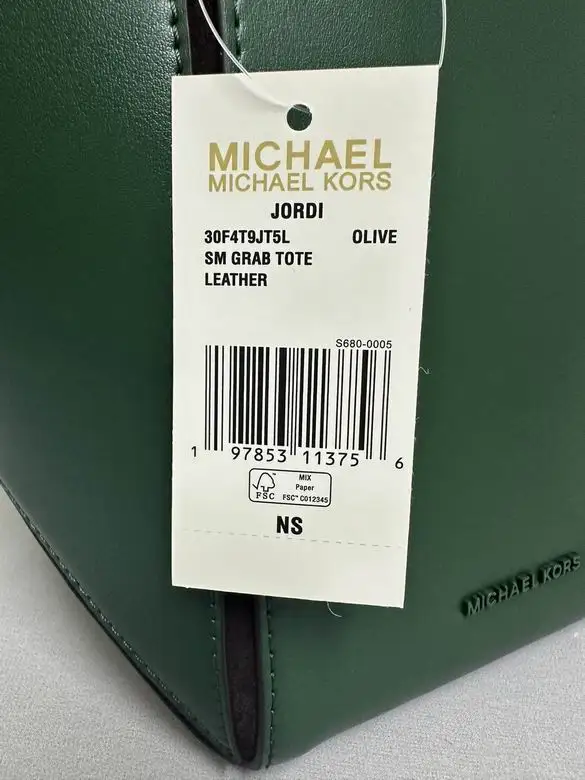 MICHAEL
MICHAEL KORS
JORDI
30F4T9JT5L OLIVE
SM GRAB TOTE
LEATHER
S680-0005
1 97853 11375 6
FSC™
MIX
Paper
FSC™ C012345
NS
MICHAEL KORS